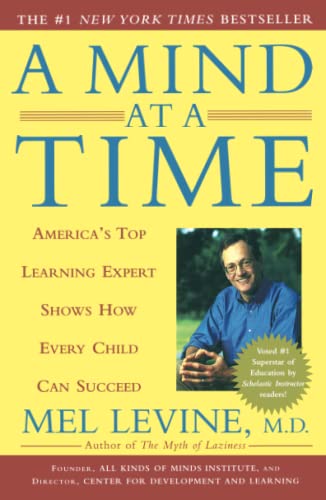 THE #1 NEW YORK TIMES BESTSELLER
A MIND
AT A
TIME
AMERICA'S TOP
LEARNING EXPERT
SHOWS HOW
EVERY CHILD
CAN SUCCEED
Voted #1
Superstar of
Education by
Scholastic Instructor
readers!
MEL LEVINE, M.D.
Author of The Myth of Laziness
FOUNDER, ALL KINDS OF MINDS INSTITUTE, AND
DIRECTOR, CENTER FOR DEVELOPMENT AND LEARNING